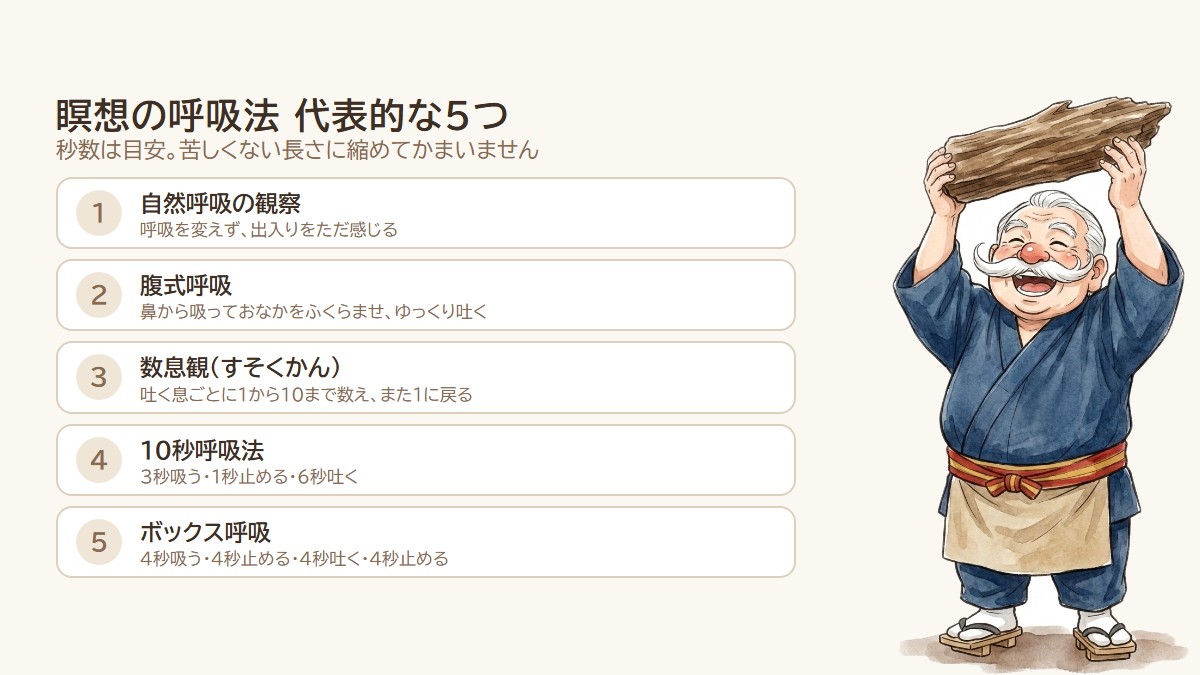 瞑想の呼吸法 代表的な5つ
秒数は目安。苦しくない長さに縮めてかまいません
1
自然呼吸の観察
呼吸を変えず、出入りをただ感じる
2
腹式呼吸
鼻から吸っておなかをふくらませ、ゆっくり吐く
3
数息観(すそくかん)
吐く息ごとに1から10まで数え、また1に戻る
4
10秒呼吸法
3秒吸う・1秒止める・6秒吐く
5
ボックス呼吸
4秒吸う・4秒止める・4秒吐く・4秒止める